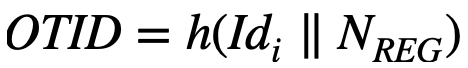 OTID = h(Id_i ∥ N_REG)